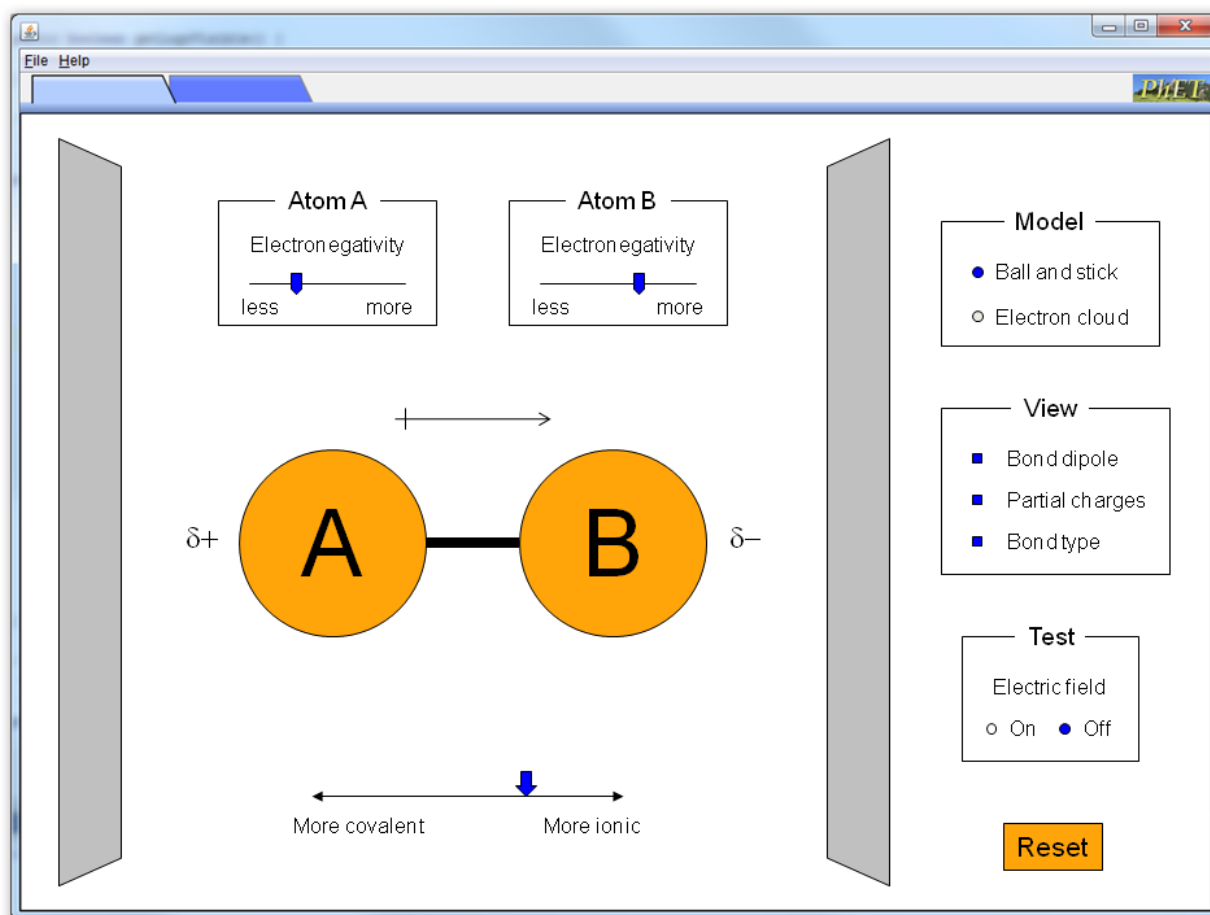 File Help
PhET
Atom A
Electronegativity
less more
Atom B
Electronegativity
less more
Model
Ball and stick
Electron cloud
View
Bond dipole
Partial charges
Bond type
Test
Electric field
On Off
δ+ A B δ−
More covalent More ionic
Reset